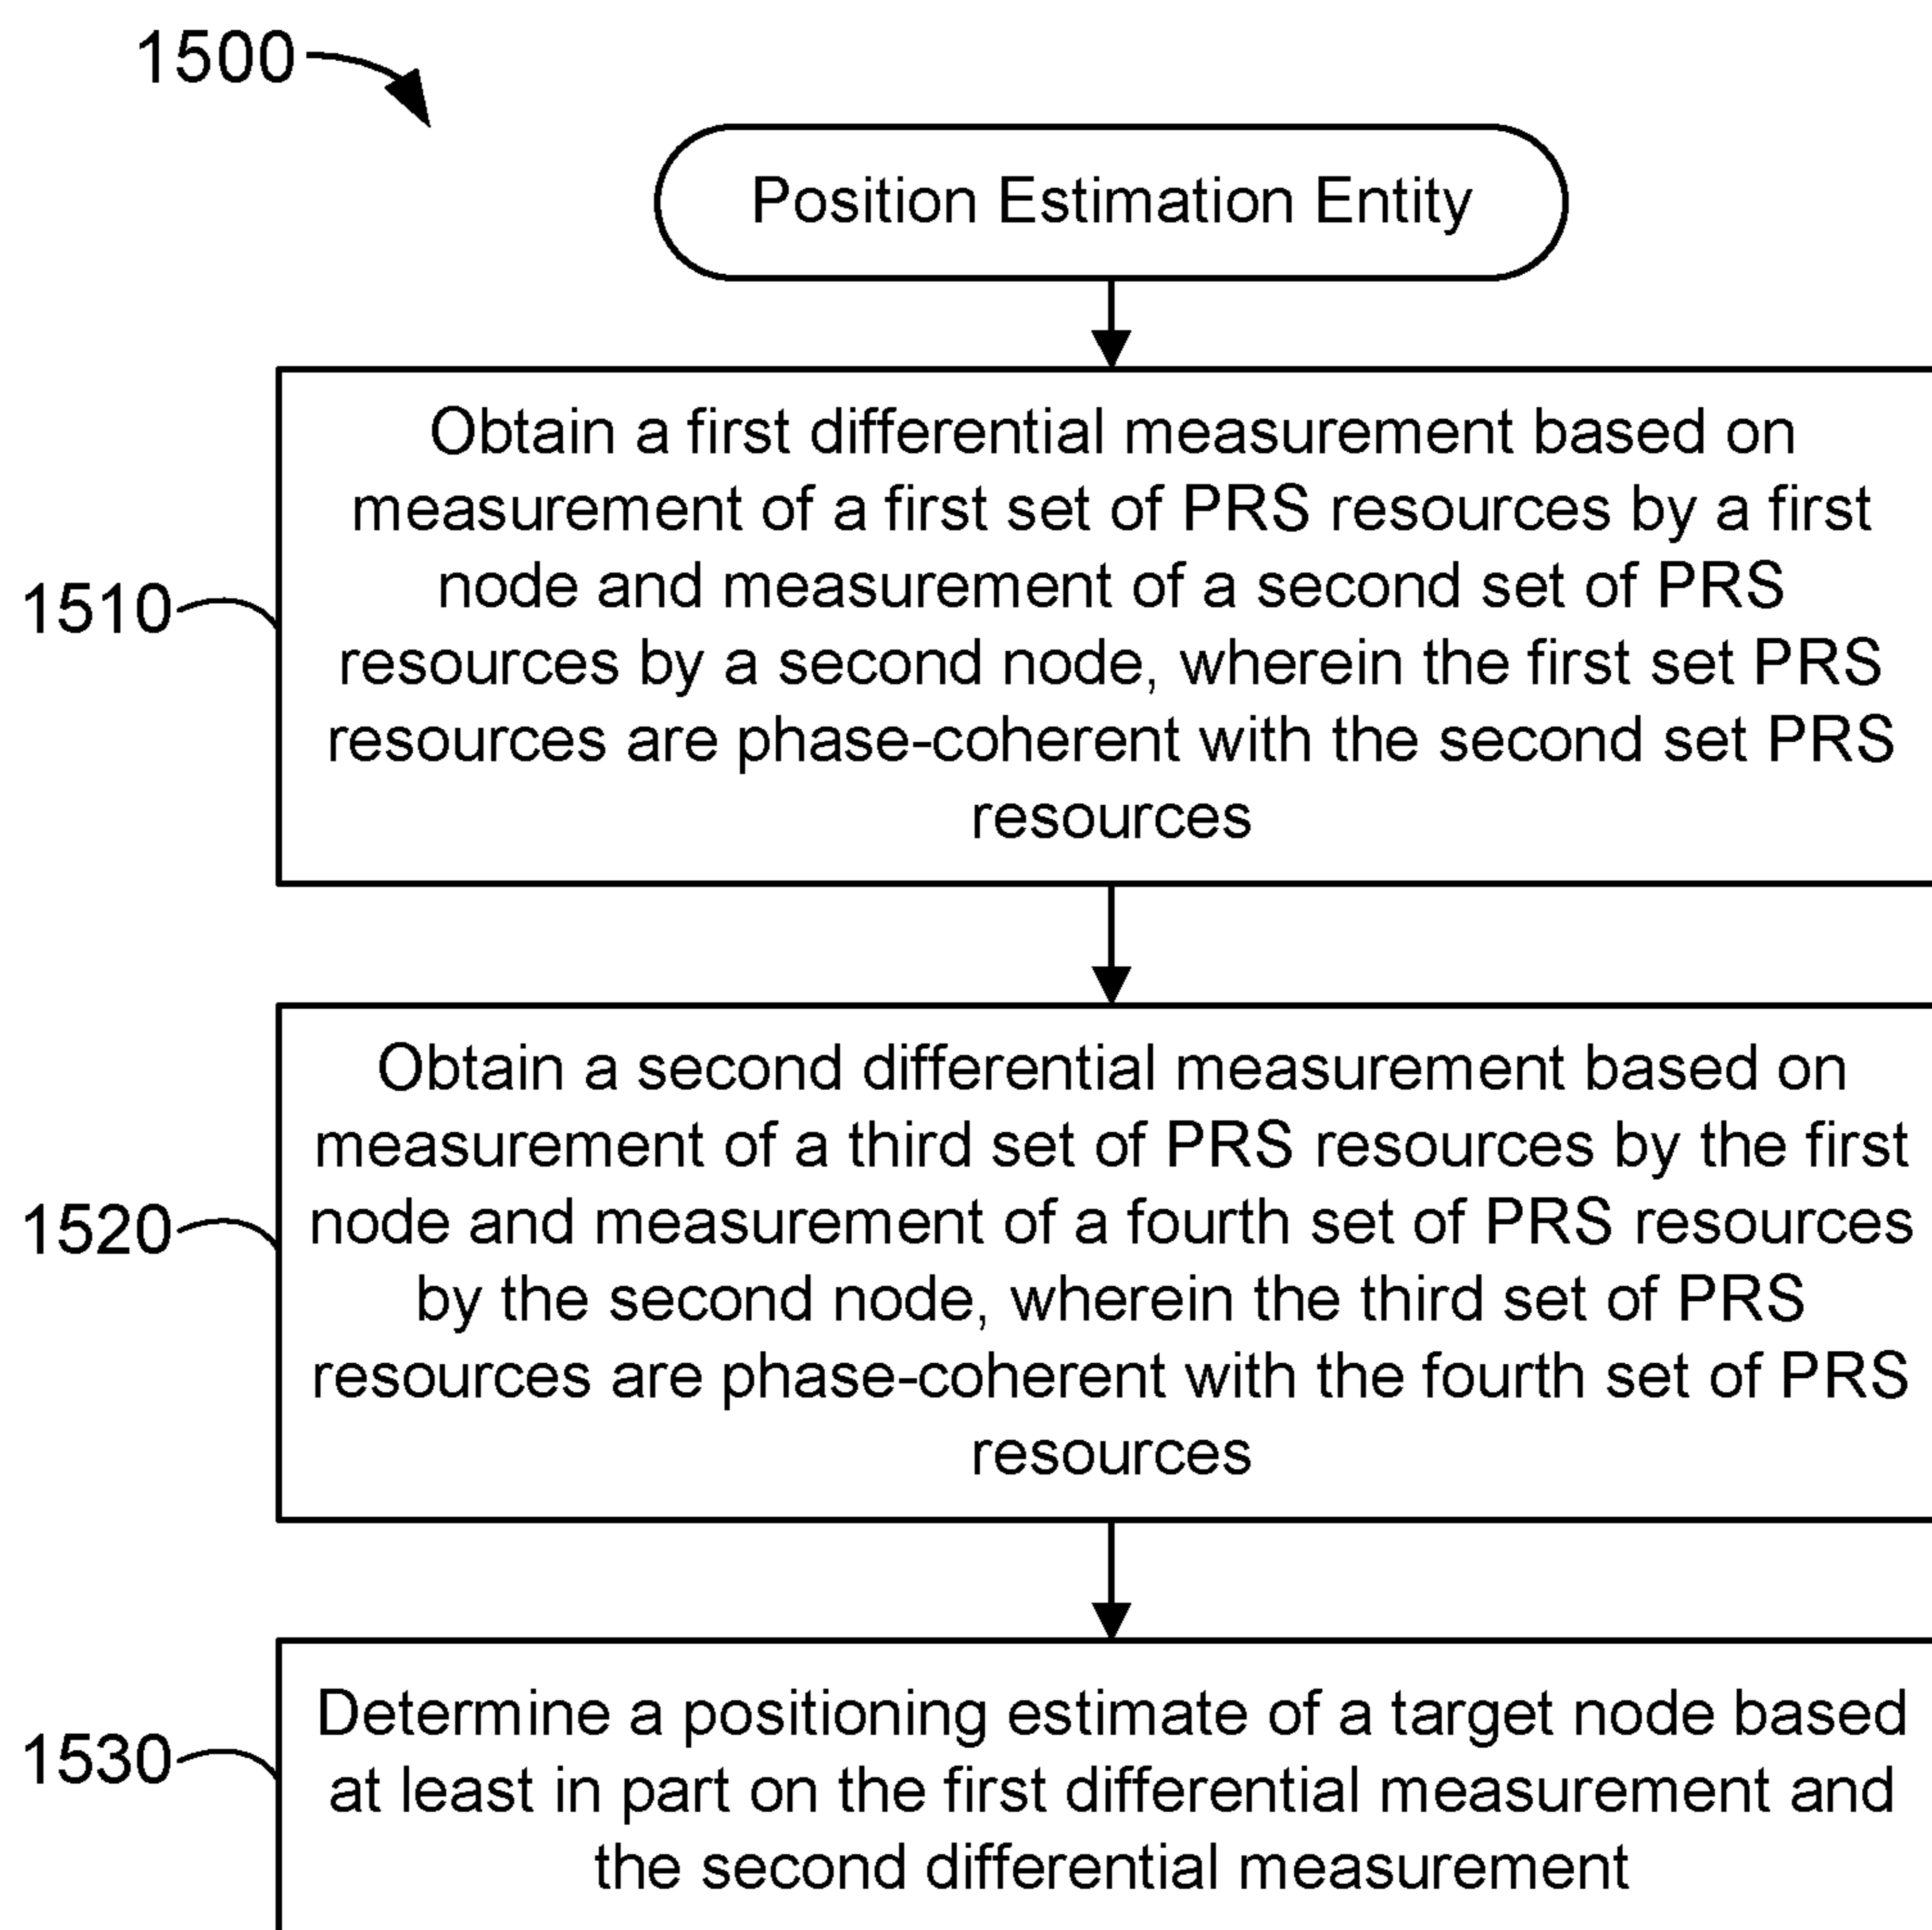 1500
Position Estimation Entity
1510
Obtain a first differential measurement based on
measurement of a first set of PRS resources by a first
node and measurement of a second set of PRS
resources by a second node, wherein the first set PRS
resources are phase-coherent with the second set PRS
resources
1520
Obtain a second differential measurement based on
measurement of a third set of PRS resources by the first
node and measurement of a fourth set of PRS resources
by the second node, wherein the third set of PRS
resources are phase-coherent with the fourth set of PRS
resources
1530
Determine a positioning estimate of a target node based
at least in part on the first differential measurement and
the second differential measurement